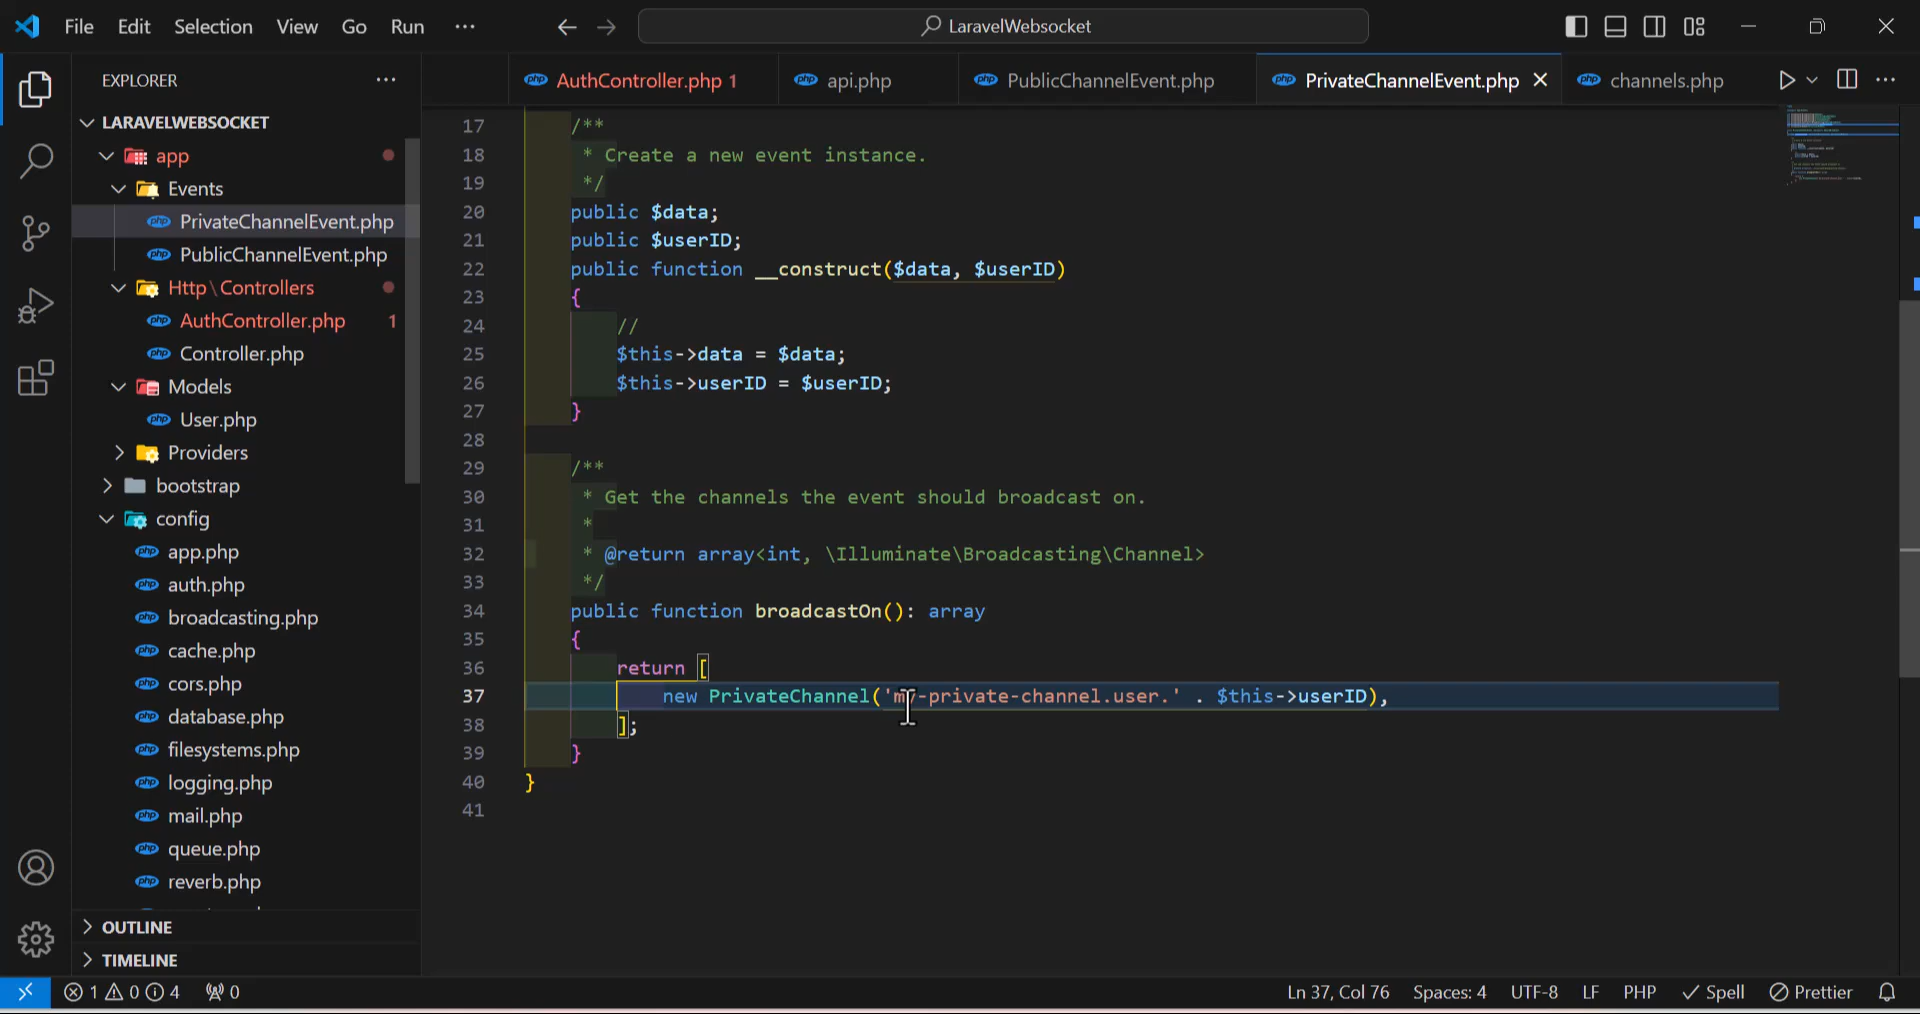 File Edit Selection View Go Run ···
LaravelWebsocket
EXPLORER ···
LARAVELWEBSOCKET
app
Events
PrivateChannelEvent.php
PublicChannelEvent.php
Http\Controllers
AuthController.php 1
Controller.php
Models
User.php
Providers
bootstrap
config
app.php
auth.php
broadcasting.php
cache.php
cors.php
database.php
filesystems.php
logging.php
mail.php
queue.php
reverb.php
OUTLINE
TIMELINE
php AuthController.php 1 php api.php php PublicChannelEvent.php php PrivateChannelEvent.php php channels.php ···
17 /**
18 * Create a new event instance.
19 */
20 public $data;
21 public $userID;
22 public function __construct($data, $userID)
23 {
24 //
25 $this->data = $data;
26 $this->userID = $userID;
27 }
28
29 /**
30 * Get the channels the event should broadcast on.
31 *
32 * @return array<int, \Illuminate\Broadcasting\Channel>
33 */
34 public function broadcastOn(): array
35 {
36 return [
37 new PrivateChannel('my-private-channel.user.' . $this->userID),
38 ];
39 }
40 }
41
1 0 4 0 Ln 37, Col 76 Spaces: 4 UTF-8 LF PHP Spell Prettier